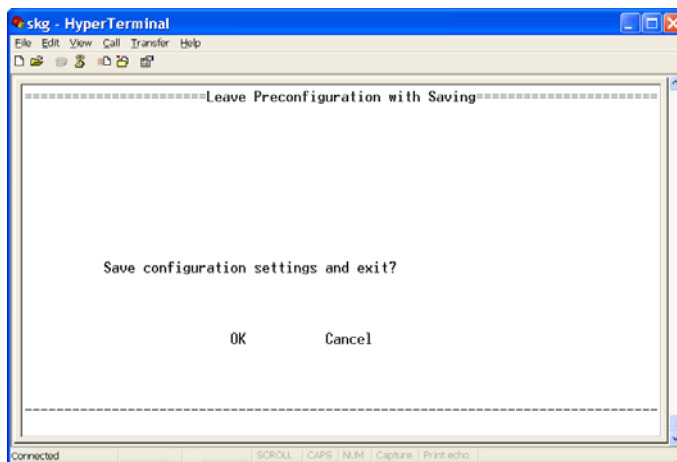 skg - HyperTerminal
File Edit View Call Transfer Help
=======================Leave Preconfiguration with Saving=======================
Save configuration settings and exit?
OK Cancel
--------------------------------------------------------------------------------
Connected SCROLL CAPS NUM Capture Print echo